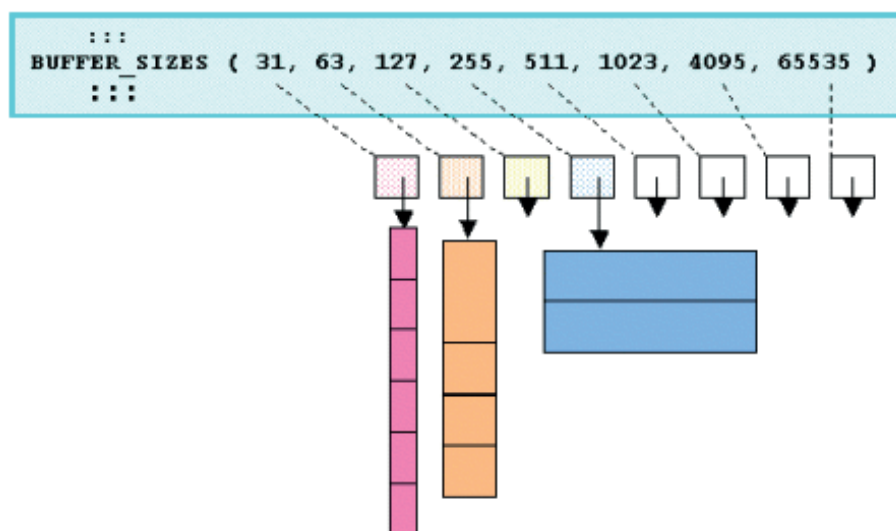 :::
BUFFER_SIZES ( 31, 63, 127, 255, 511, 1023, 4095, 65535 )
:::